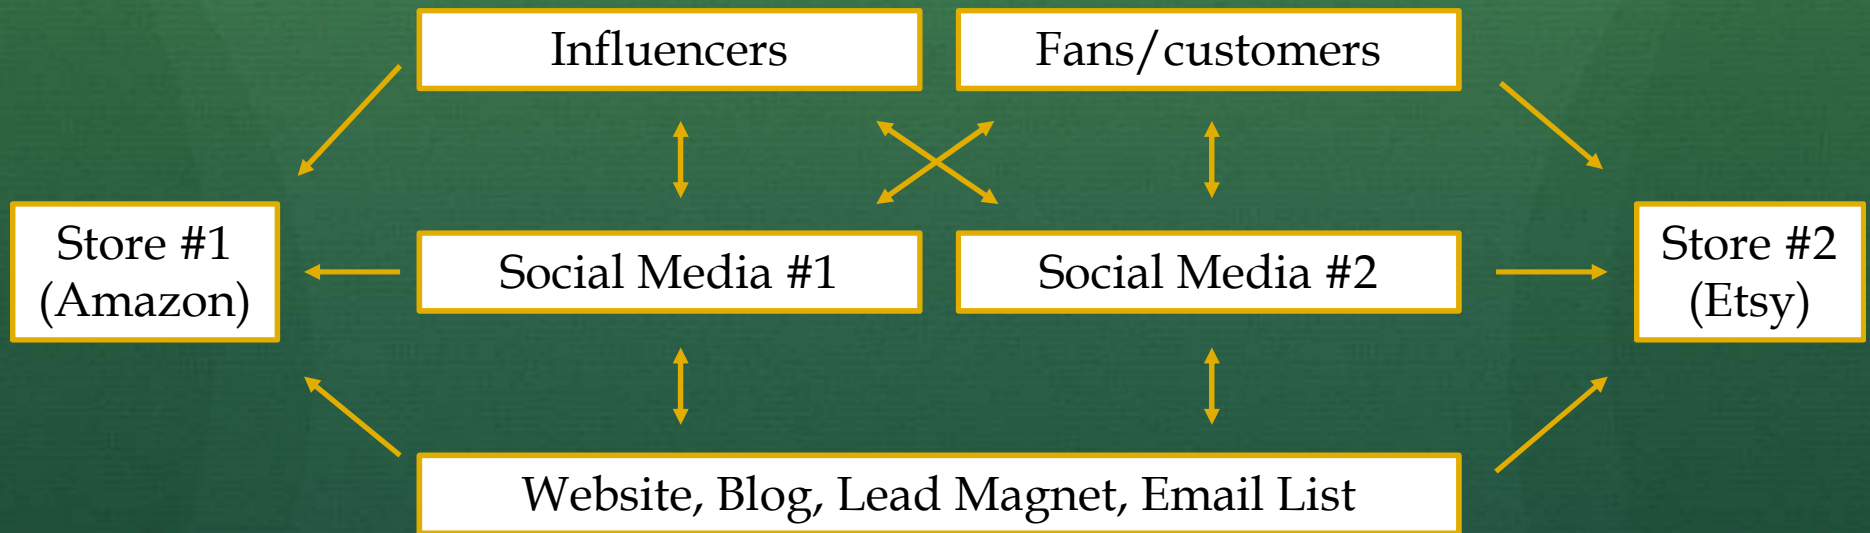 Influencers
Fans/customers
Store #1
(Amazon)
Social Media #1
Social Media #2
Store #2
(Etsy)
Website, Blog, Lead Magnet, Email List